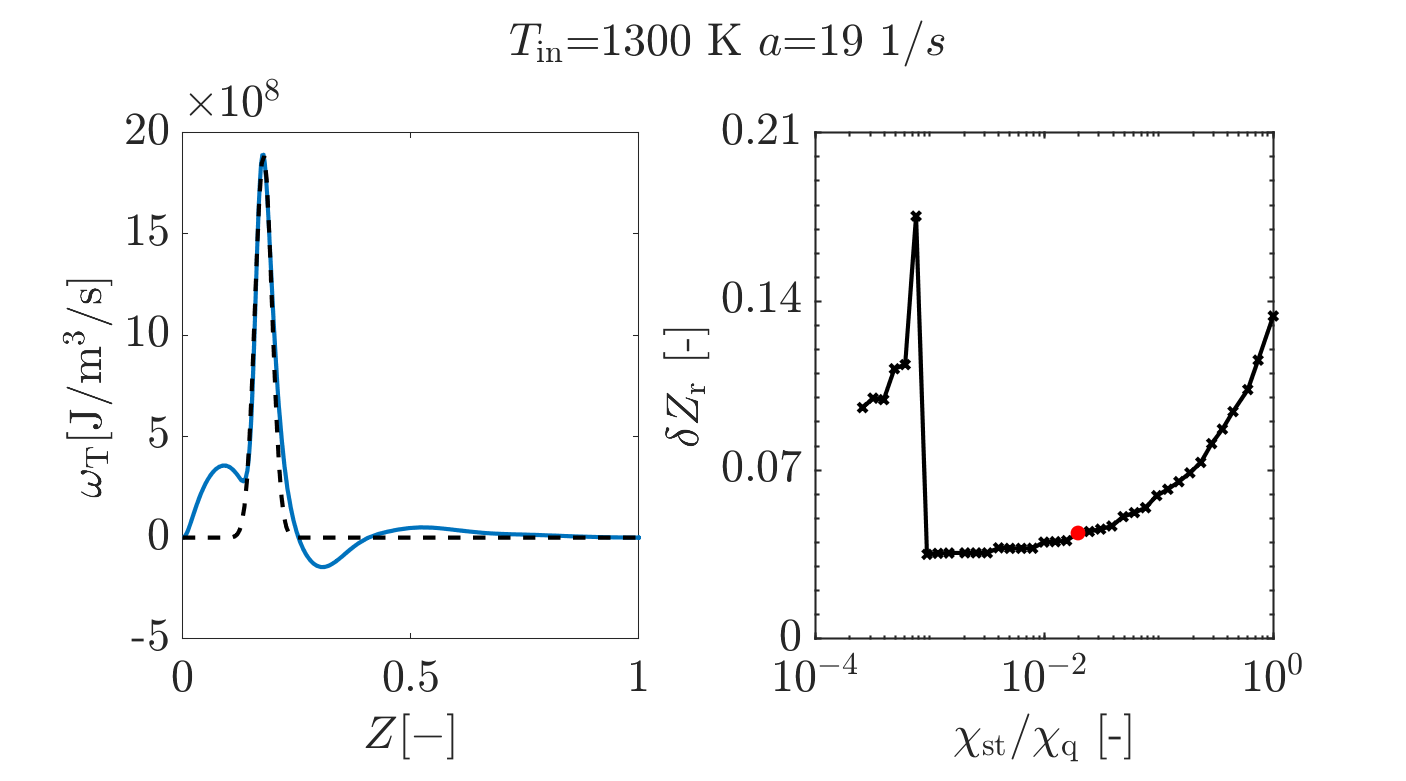 T_in=1300 K a=19 1/s
×10^8
20
15
10
5
0
-5
ω_T[J/m^3/s]
0 0.5 1
Z[−]
0.21
0.14
0.07
0
δZ_r [-]
10^−4 10^−2 10^0
χ_st/χ_q [-]